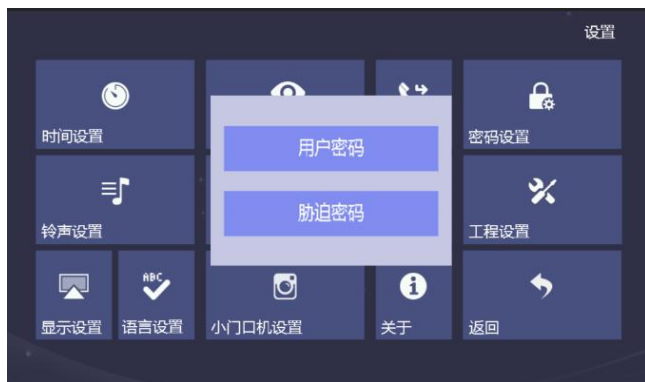 设置
时间设置
密码设置
用户密码
铃声设置
胁迫密码
工程设置
ABC
显示设置
语言设置
小门口机设置
关于
返回